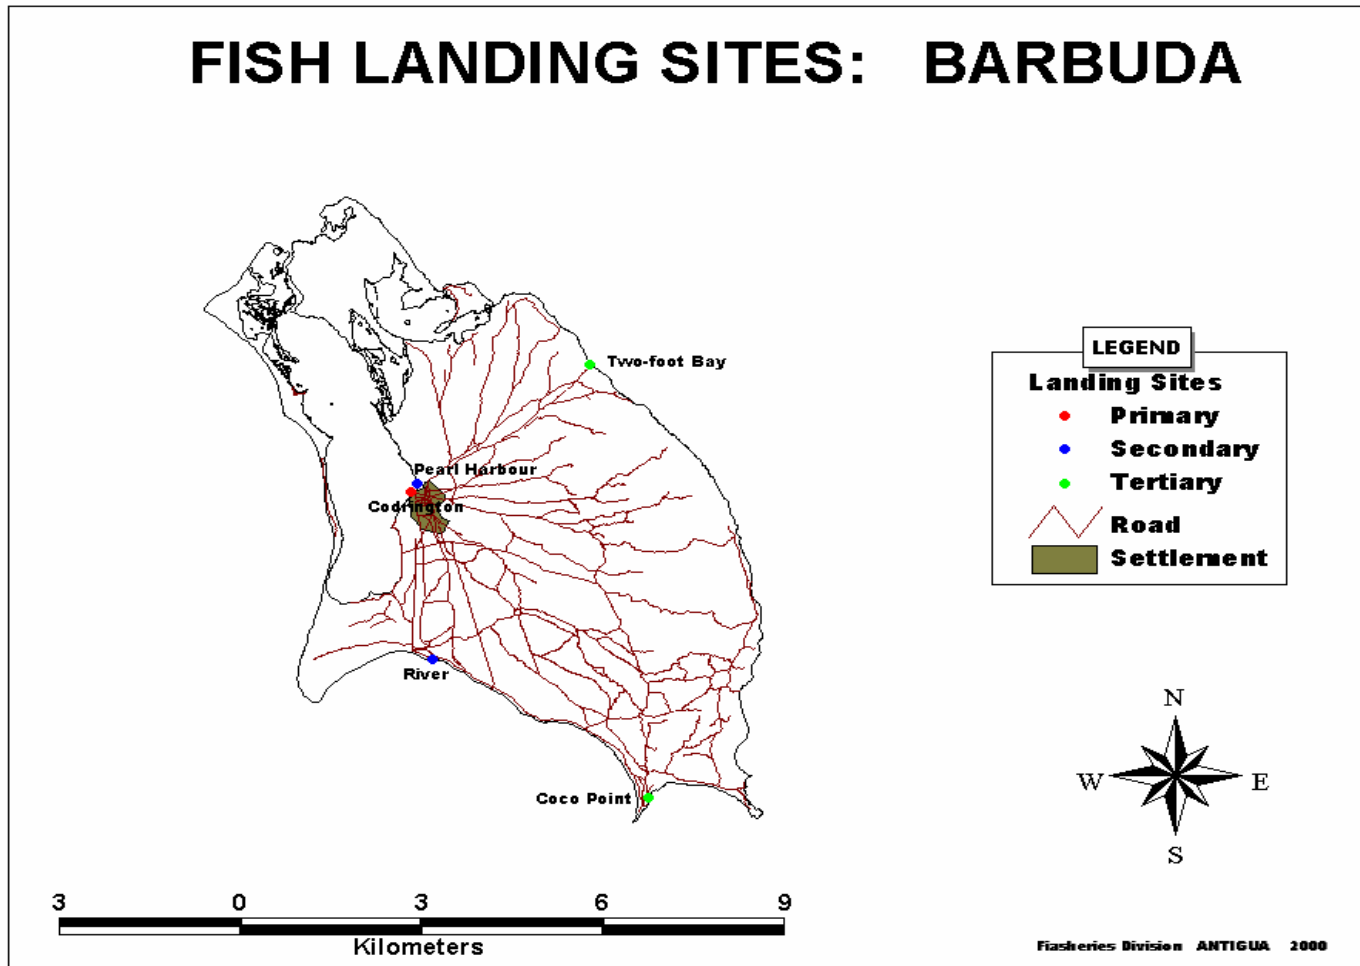 FISH LANDING SITES: BARBUDA
Two-foot Bay
LEGEND
Landing Sites
Primary
Secondary
Tertiary
Road
Settlement
Pearl Harbour
Codrington
River
Coco Point
N
W E
S
3 0 3 6 9
Kilometers
Fiasheries Division ANTIGUA 2000